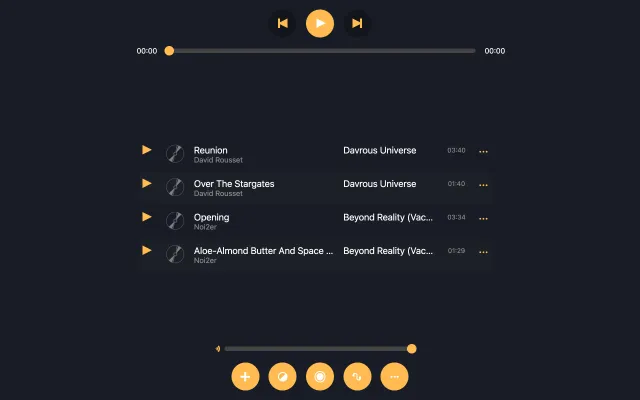 00:00 00:00
Reunion Davrous Universe 03:40
David Rousset
Over The Stargates Davrous Universe 01:40
David Rousset
Opening Beyond Reality (Vac... 03:34
Noi2er
Aloe-Almond Butter And Space ... Beyond Reality (Vac... 01:29
Noi2er